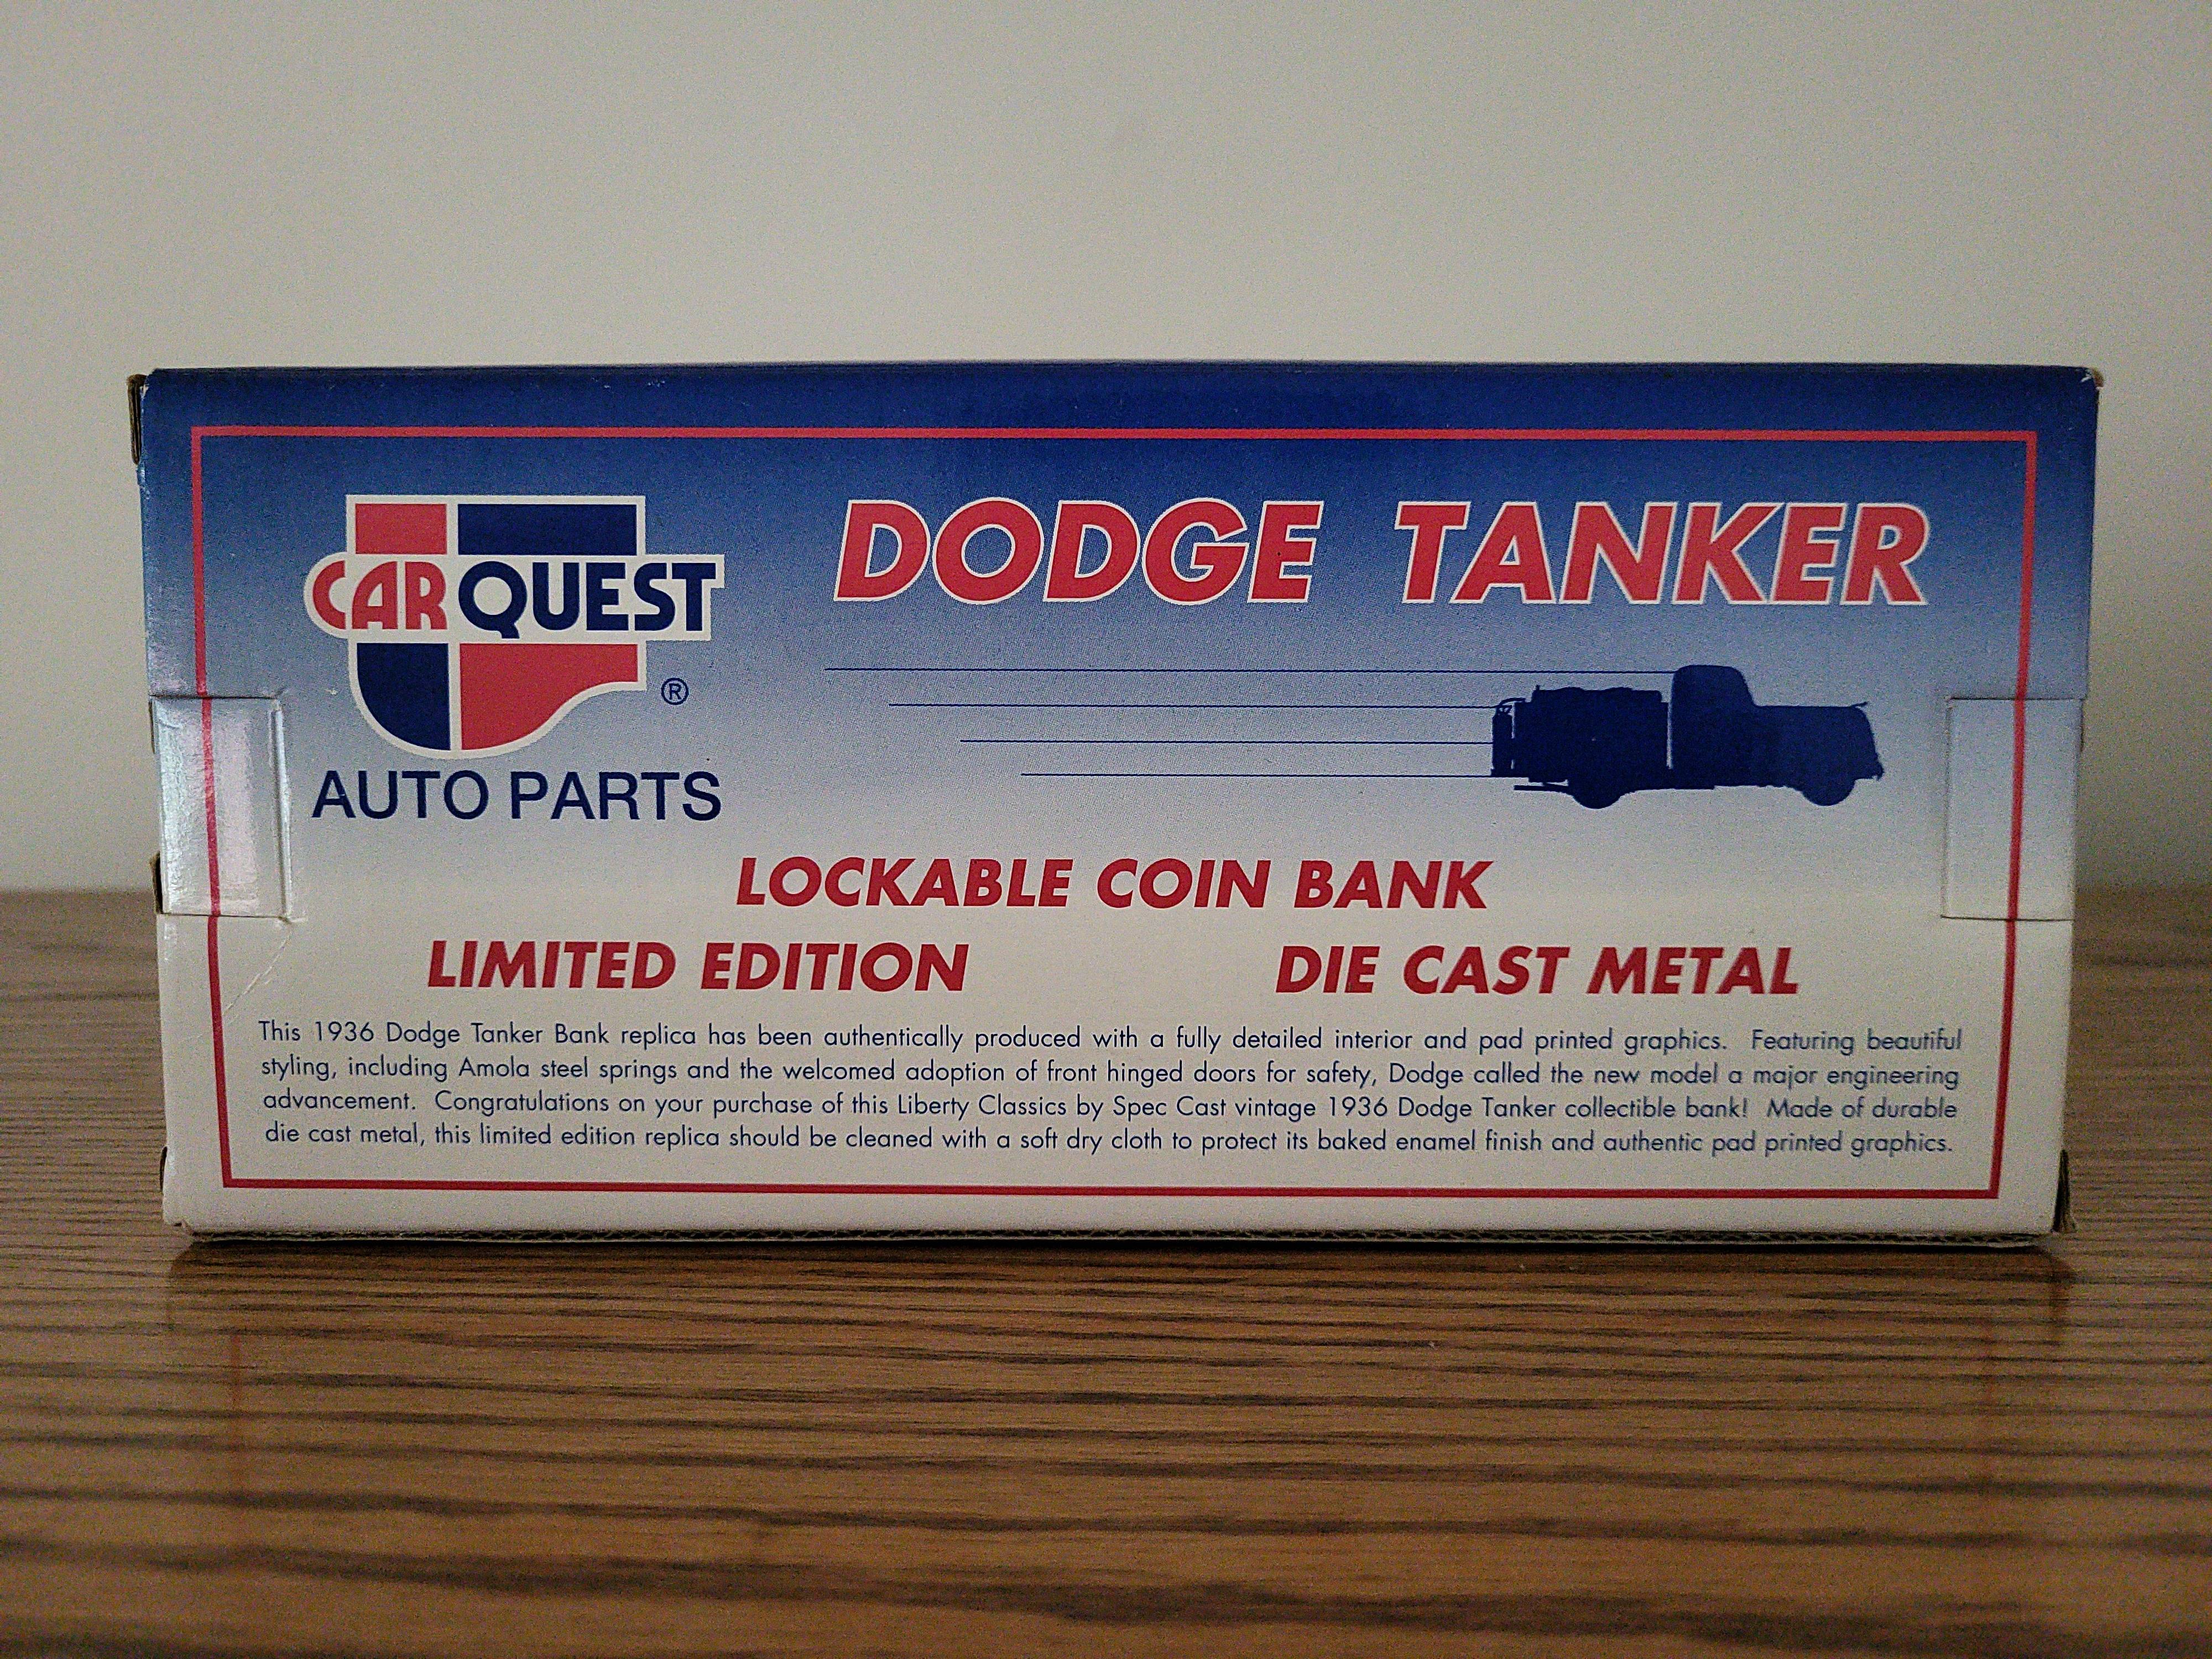 CARQUEST
®
AUTO PARTS
DODGE TANKER
LOCKABLE COIN BANK
LIMITED EDITION DIE CAST METAL
This 1936 Dodge Tanker Bank replica has been authentically produced with a fully detailed interior and pad printed graphics. Featuring beautiful
styling, including Amola steel springs and the welcomed adoption of front hinged doors for safety, Dodge called the new model a major engineering
advancement. Congratulations on your purchase of this Liberty Classics by Spec Cast vintage 1936 Dodge Tanker collectible bank! Made of durable
die cast metal, this limited edition replica should be cleaned with a soft dry cloth to protect its baked enamel finish and authentic pad printed graphics.